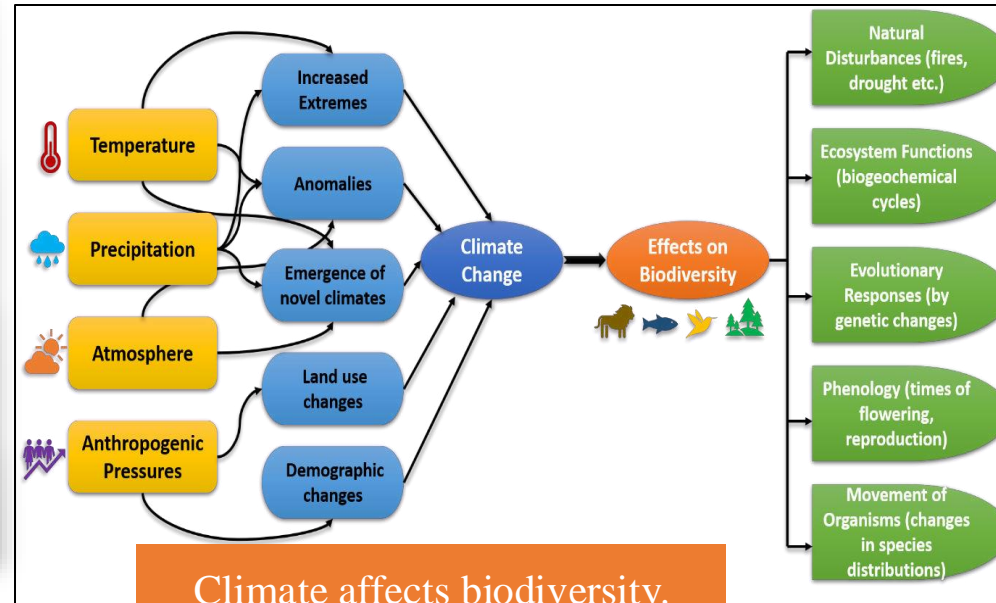 Temperature
Precipitation
Atmosphere
Anthropogenic
Pressures
Increased
Extremes
Anomalies
Emergence of
novel climates
Land use
changes
Demographic
changes
Climate
Change
Effects on
Biodiversity
Natural
Disturbances (fires,
drought etc.)
Ecosystem Functions
(biogeochemical
cycles)
Evolutionary
Responses (by
genetic changes)
Phenology (times of
flowering,
reproduction)
Movement of
Organisms (changes
in species
distributions)
Climate affects biodiversity.